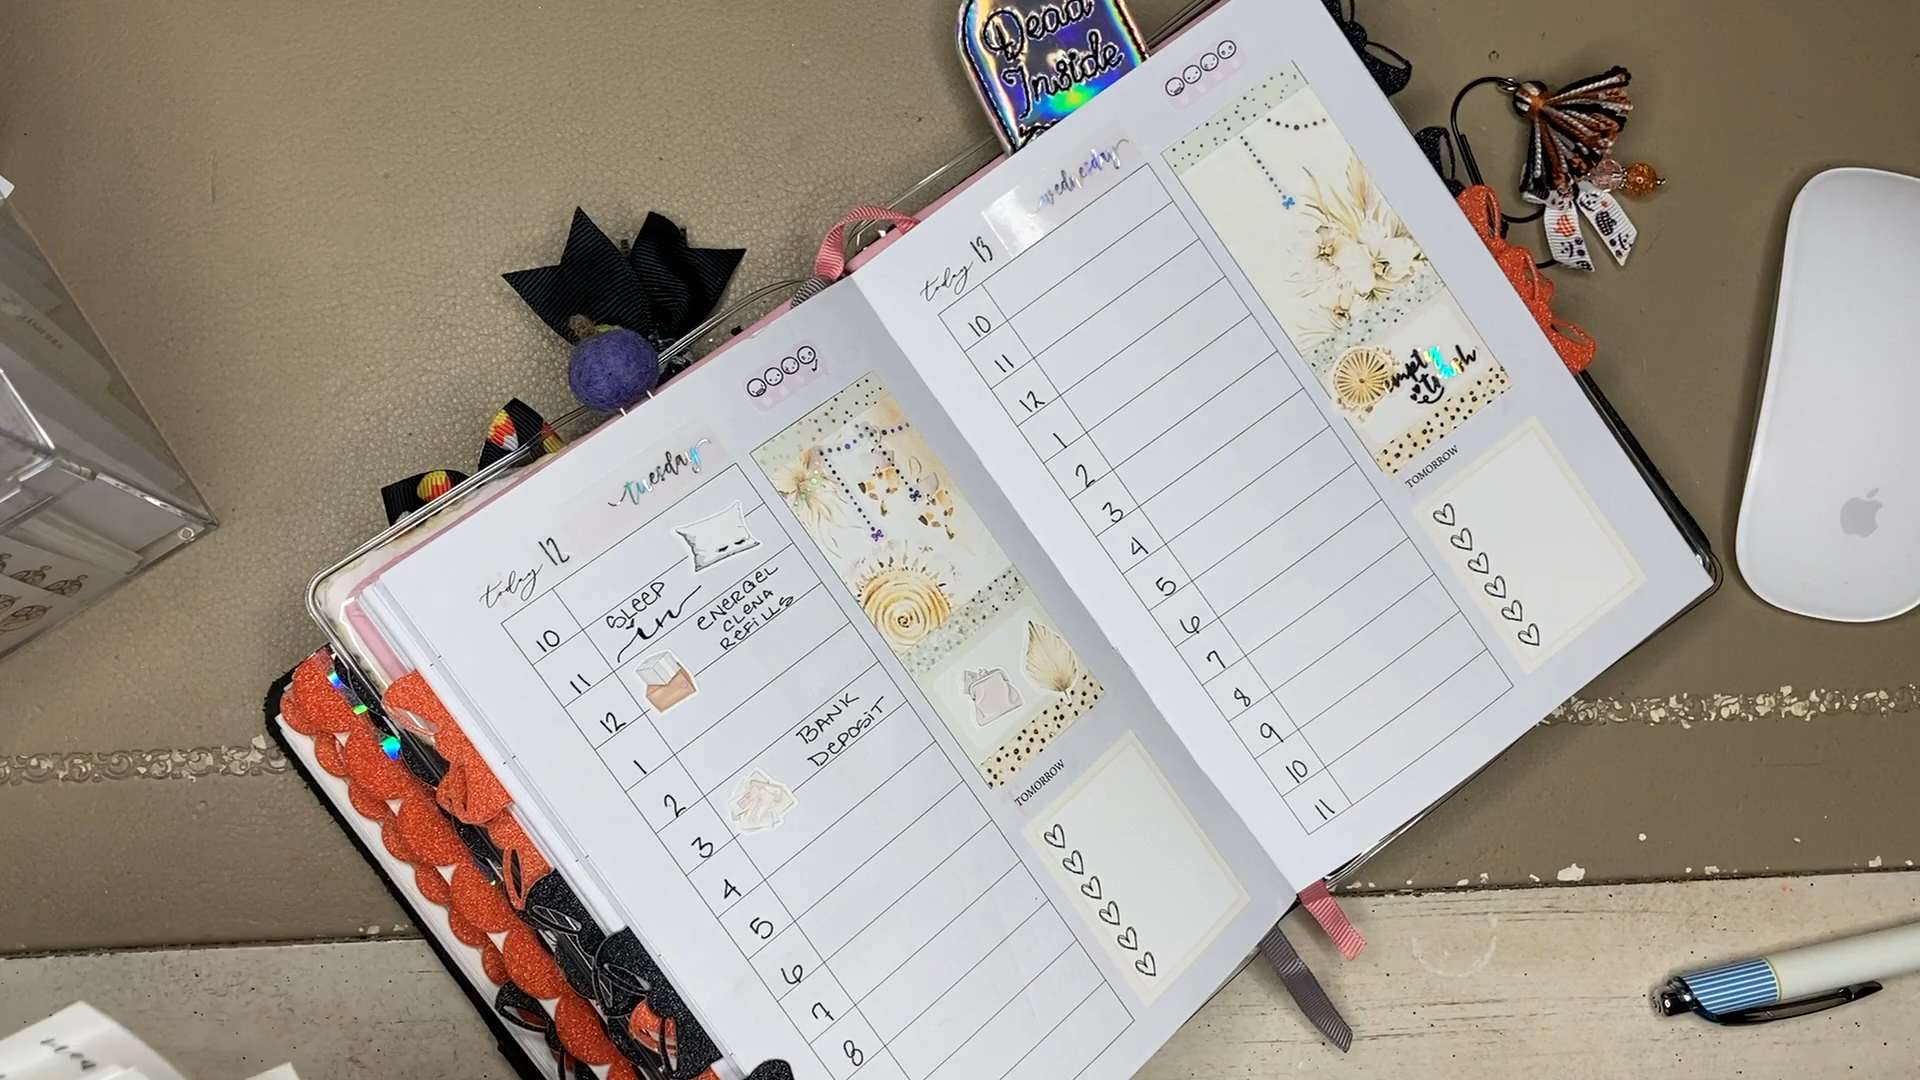 Dead
Inside
tuesday
today 12
10
SLEEP
in
ENERGEL
CLENA
REFILLS
11
12
1
BANK
DEPOSIT
2
3
4
5
6
7
8
TOMORROW
wednesday
today 13
10
11
12
1
2
3
4
5
6
7
8
9
10
11
empty
trash
TOMORROW